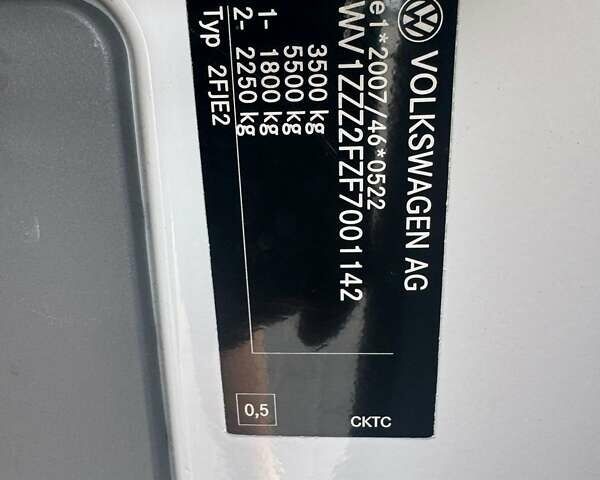 VOLKSWAGEN AG
e1*2007/46*0522
WV1ZZZ2FZF7001142
3500 kg
5500 kg
1- 1800 kg
2- 2250 kg
Typ 2FJE2
0,5
CKTC